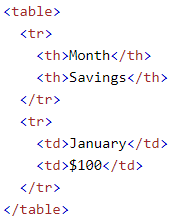 <table>
  <tr>
    <th>Month</th>
    <th>Savings</th>
  </tr>
  <tr>
    <td>January</td>
    <td>$100</td>
  </tr>
</table>